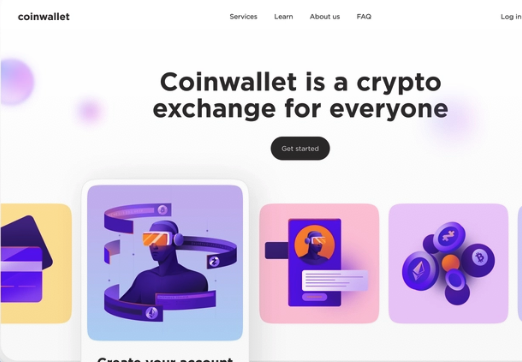 coinwallet
Services Learn About us FAQ
Log in
Coinwallet is a crypto
exchange for everyone
Get started
Create your account